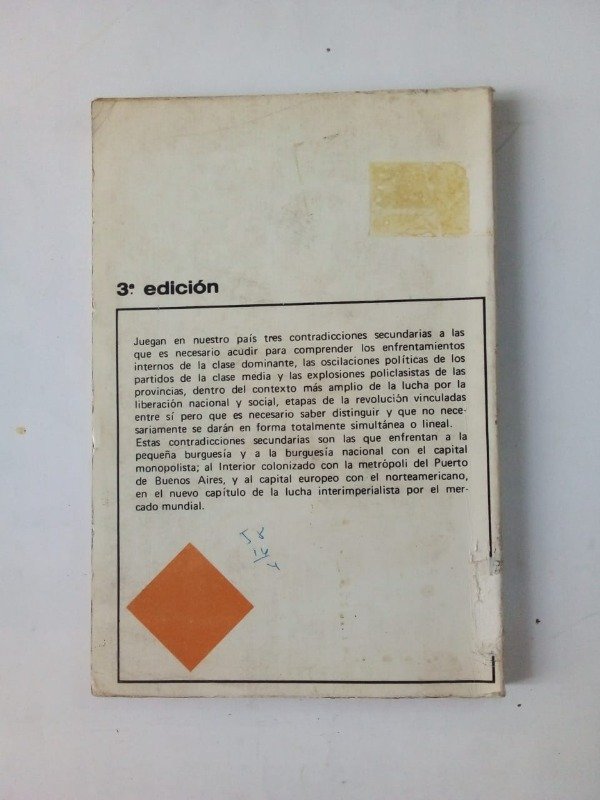 3ª edición
Juegan en nuestro país tres contradicciones secundarias a las
que es necesario acudir para comprender los enfrentamientos
internos de la clase dominante, las oscilaciones políticas de los
partidos de la clase media y las explosiones policlasistas de las
provincias, dentro del contexto más amplio de la lucha por la
liberación nacional y social, etapas de la revolución vinculadas
entre sí pero que es necesario saber distinguir y que no nece-
sariamente se darán en forma totalmente simultánea o lineal.
Estas contradicciones secundarias son las que enfrentan a la
pequeña burguesía y a la burguesía nacional con el capital
monopolista; al Interior colonizado con la metrópoli del Puerto
de Buenos Aires, y al capital europeo con el norteamericano,
en el nuevo capítulo de la lucha interimperialista por el mer-
cado mundial.